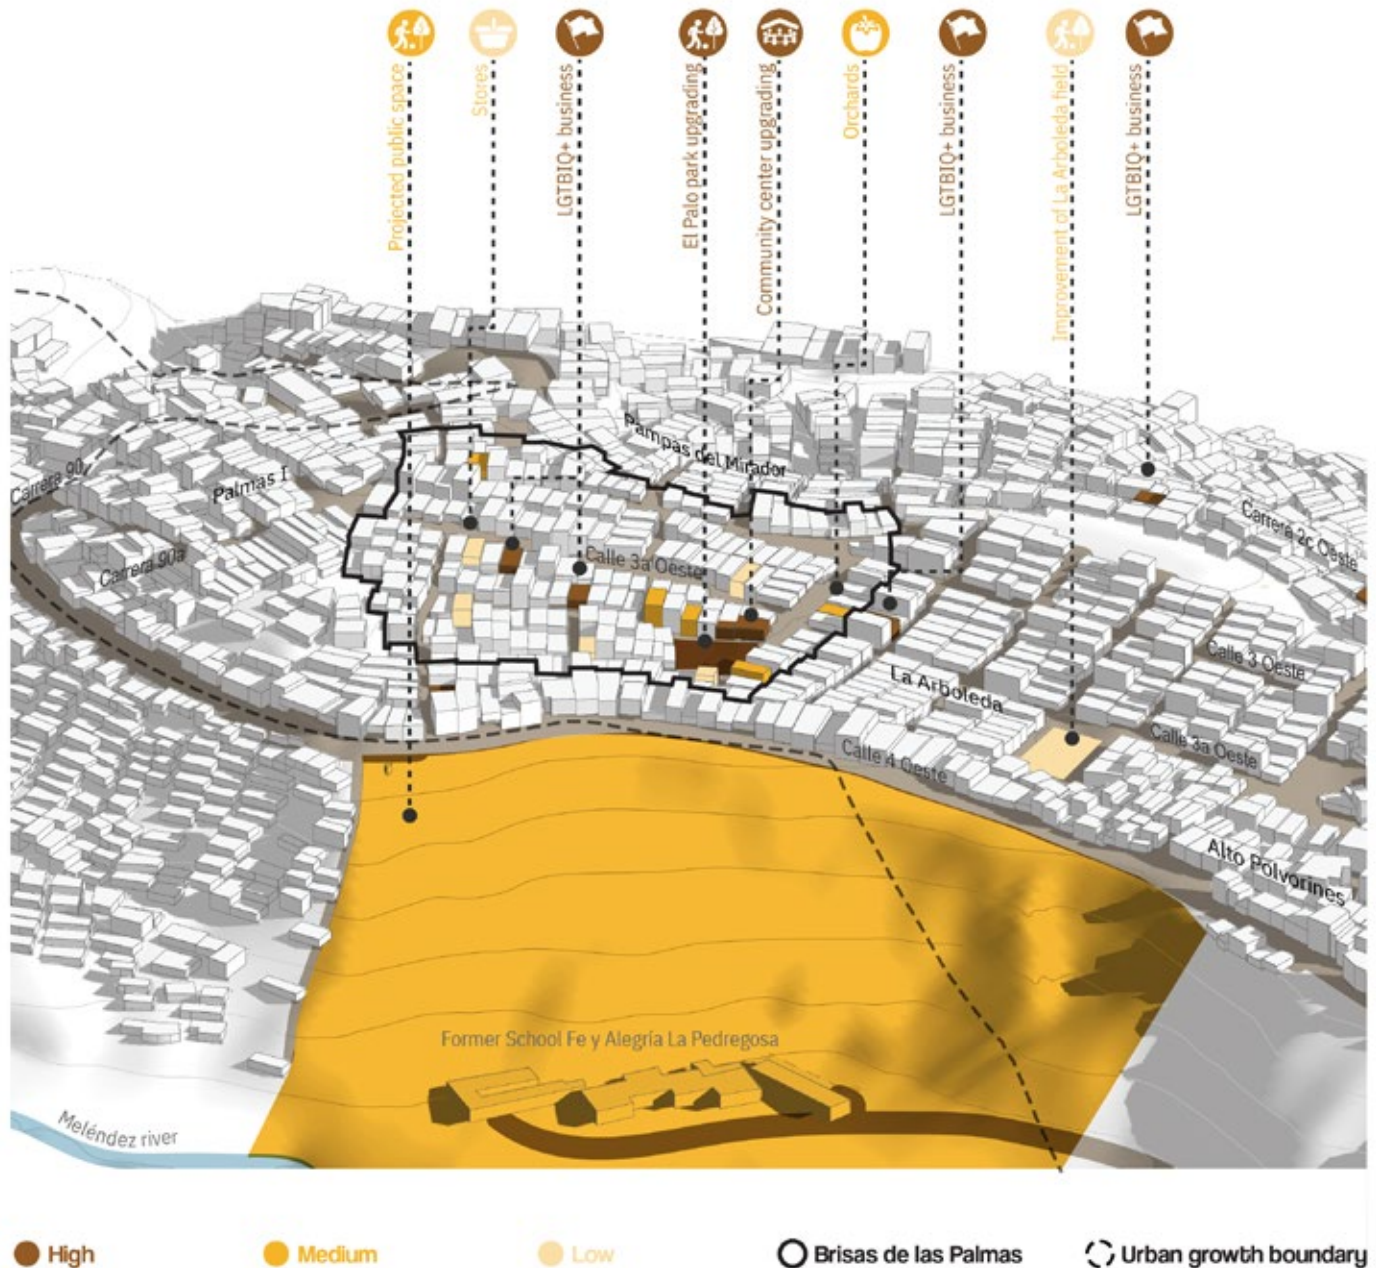 Projected public space
Stores
LGTBIQ+ business
El Palo park upgrading
Community center upgrading
Orchards
LGTBIQ+ business
Improvement of La Arboleda field
LGTBIQ+ business
Pampas del Mirador
Carrera 90
Palmas I
Carrera 90a
Calle 3a Oeste
Carrera 2c Oeste
Calle 3 Oeste
La Arboleda
Calle 3a Oeste
Calle 4 Oeste
Alto Polvorines
Former School Fe y Alegría La Pedregosa
Meléndez river
High
Medium
Low
Brisas de las Palmas
Urban growth boundary